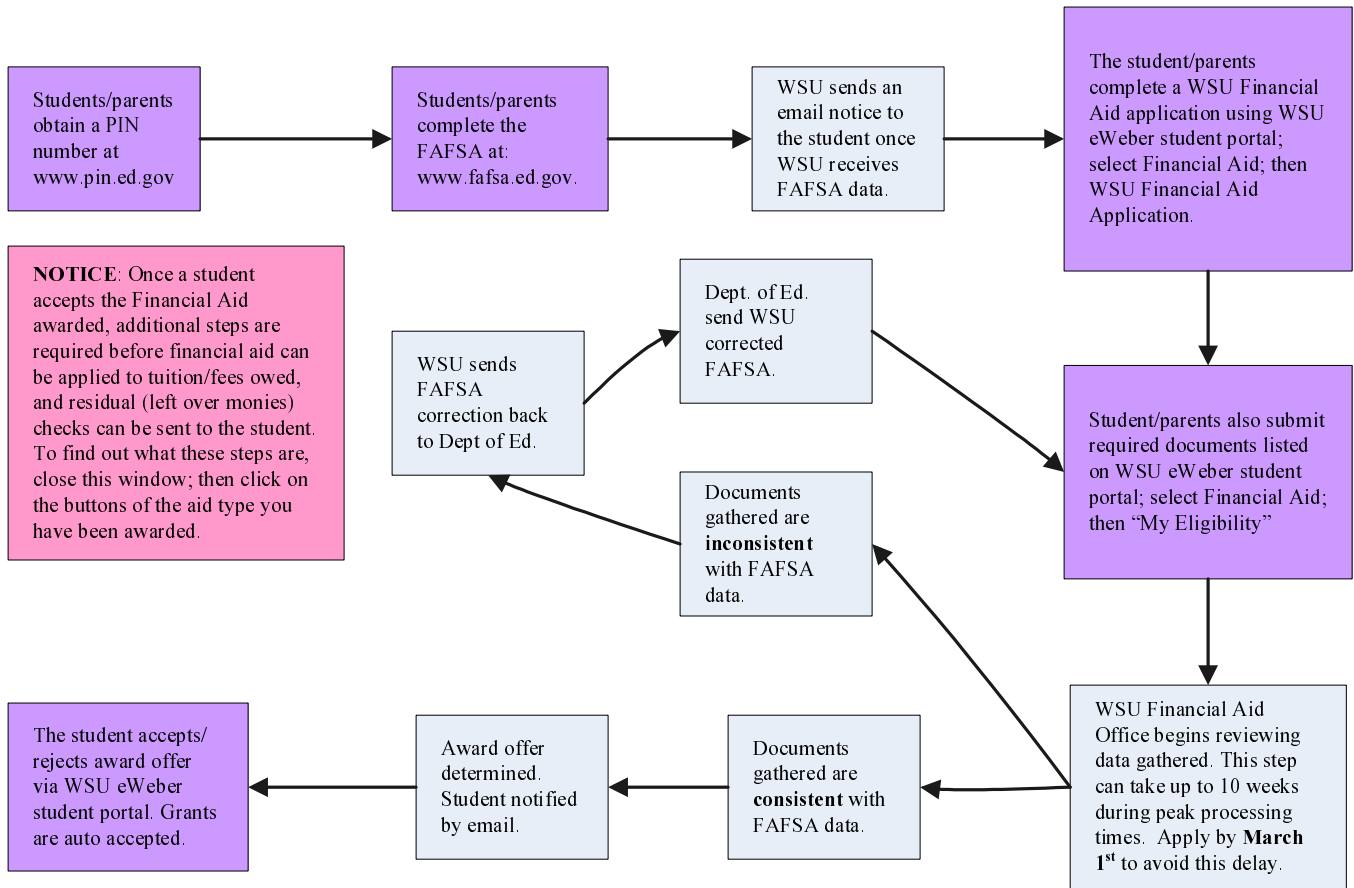 Students/parents
obtain a PIN
number at
www.pin.ed.gov
Students/parents
complete the
FAFSA at:
www.fafsa.ed.gov.
WSU sends an
email notice to
the student once
WSU receives
FAFSA data.
The student/parents
complete a WSU Financial
Aid application using WSU
eWeber student portal;
select Financial Aid; then
WSU Financial Aid
Application.
NOTICE: Once a student
accepts the Financial Aid
awarded, additional steps are
required before financial aid can
be applied to tuition/fees owed,
and residual (left over monies)
checks can be sent to the student.
To find out what these steps are,
close this window; then click on
the buttons of the aid type you
have been awarded.
WSU sends
FAFSA
correction back
to Dept of Ed.
Dept. of Ed.
send WSU
corrected
FAFSA.
Student/parents also submit
required documents listed
on WSU eWeber student
portal; select Financial Aid;
then “My Eligibility”
Documents
gathered are
inconsistent
with FAFSA
data.
WSU Financial Aid
Office begins reviewing
data gathered. This step
can take up to 10 weeks
during peak processing
times.  Apply by March
1st to avoid this delay.
Documents
gathered are
consistent with
FAFSA data.
Award offer
determined.
Student notified
by email.
The student accepts/
rejects award offer
via WSU eWeber
student portal. Grants
are auto accepted.